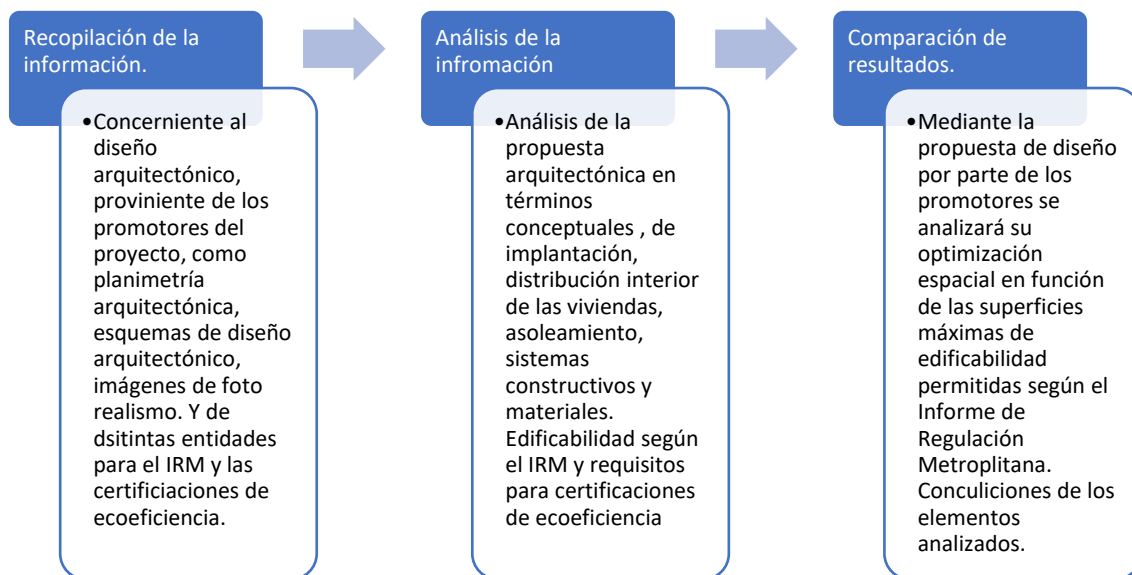 Recopilación de la
información.
•Concerniente al
diseño
arquitectónico,
proviniente de los
promotores del
proyecto, como
planimetría
arquitectónica,
esquemas de diseño
arquitectónico,
imágenes de foto
realismo. Y de
dsitintas entidades
para el IRM y las
certificiaciones de
ecoeficiencia.
Análisis de la
infromación
•Análisis de la
propuesta
arquitectónica en
términos
conceptuales , de
implantación,
distribución interior
de las viviendas,
asoleamiento,
sistemas
constructivos y
materiales.
Edificabilidad según
el IRM y requisitos
para certificaciones
de ecoeficiencia
Comparación de
resultados.
•Mediante la
propuesta de diseño
por parte de los
promotores se
analizará su
optimización
espacial en función
de las superficies
máximas de
edificabilidad
permitidas según el
Informe de
Regulación
Metroplitana.
Conculiciones de los
elementos
analizados.